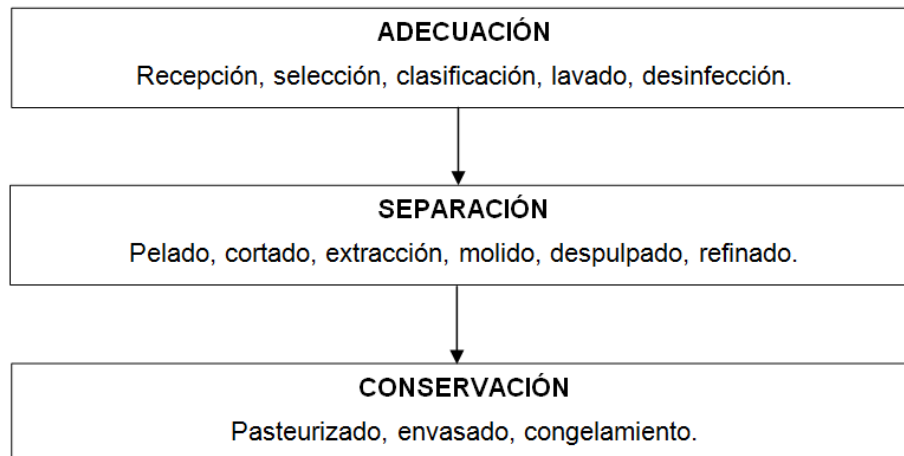 ADECUACIÓN
Recepción, selección, clasificación, lavado, desinfección.
SEPARACIÓN
Pelado, cortado, extracción, molido, despulpado, refinado.
CONSERVACIÓN
Pasteurizado, envasado, congelamiento.